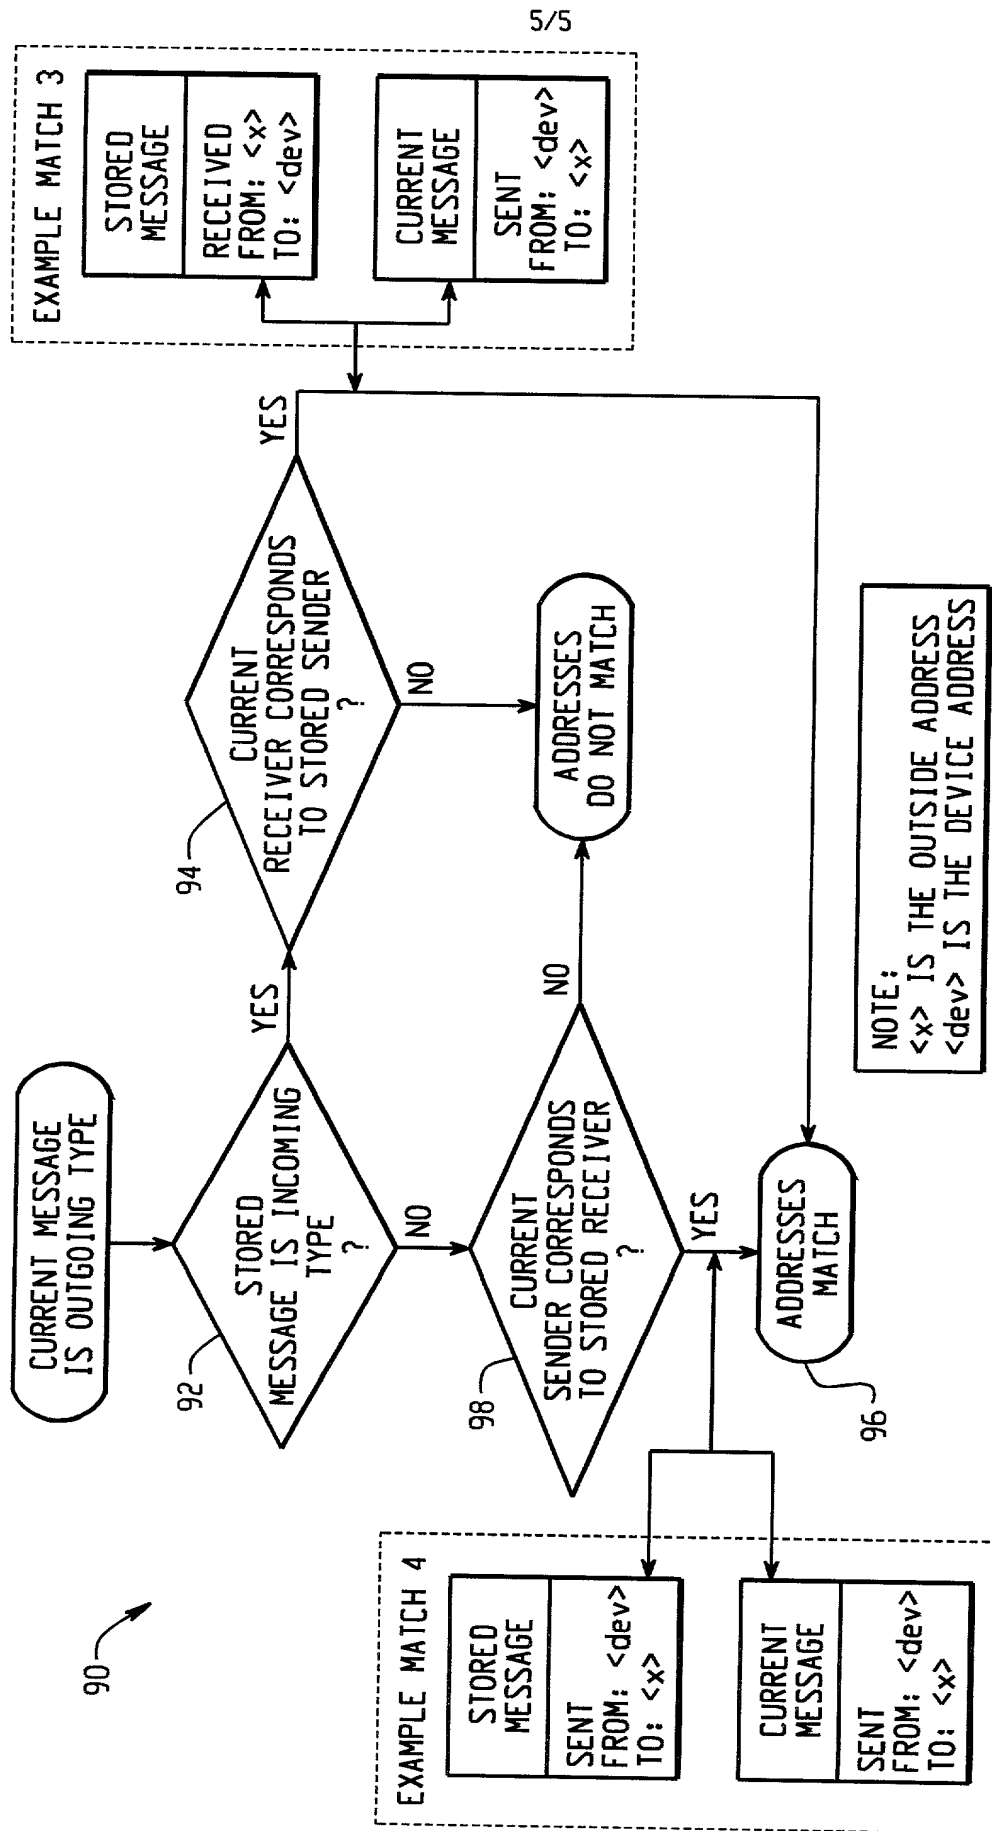 5/5
90
CURRENT MESSAGE
IS OUTGOING TYPE
92
STORED
MESSAGE IS INCOMING
TYPE
?
YES
NO
94
CURRENT
RECEIVER CORRESPONDS
TO STORED SENDER
?
YES
NO
EXAMPLE MATCH 3
STORED
MESSAGE
RECEIVED
FROM: <x>
TO: <dev>
CURRENT
MESSAGE
SENT
FROM: <dev>
TO: <x>
98
CURRENT
SENDER CORRESPONDS
TO STORED RECEIVER
?
NO
YES
ADDRESSES
DO NOT MATCH
EXAMPLE MATCH 4
STORED
MESSAGE
SENT
FROM: <dev>
TO: <x>
CURRENT
MESSAGE
SENT
FROM: <dev>
TO: <x>
ADDRESSES
MATCH
96
NOTE:
<x> IS THE OUTSIDE ADDRESS
<dev> IS THE DEVICE ADDRESS